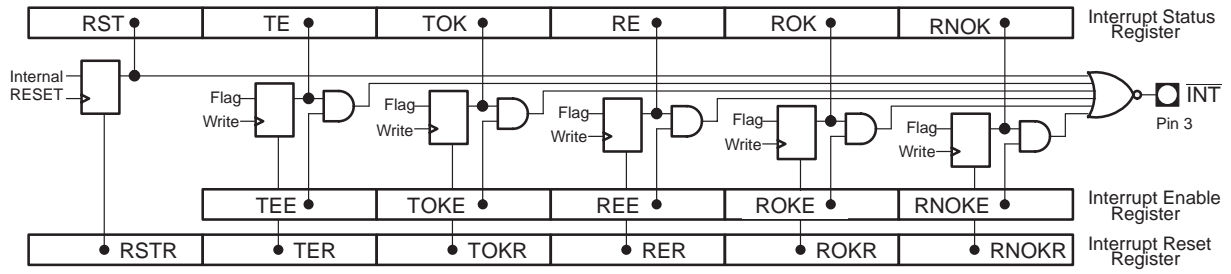 RST TE TOK RE ROK RNOK Interrupt Status
Register
Internal
RESET
Flag
Write
Flag
Write
Flag
Write
Flag
Write
Flag
Write
INT
Pin 3
TEE TOKE REE ROKE RNOKE Interrupt Enable
Register
RSTR TER TOKR RER ROKR RNOKR Interrupt Reset
Register